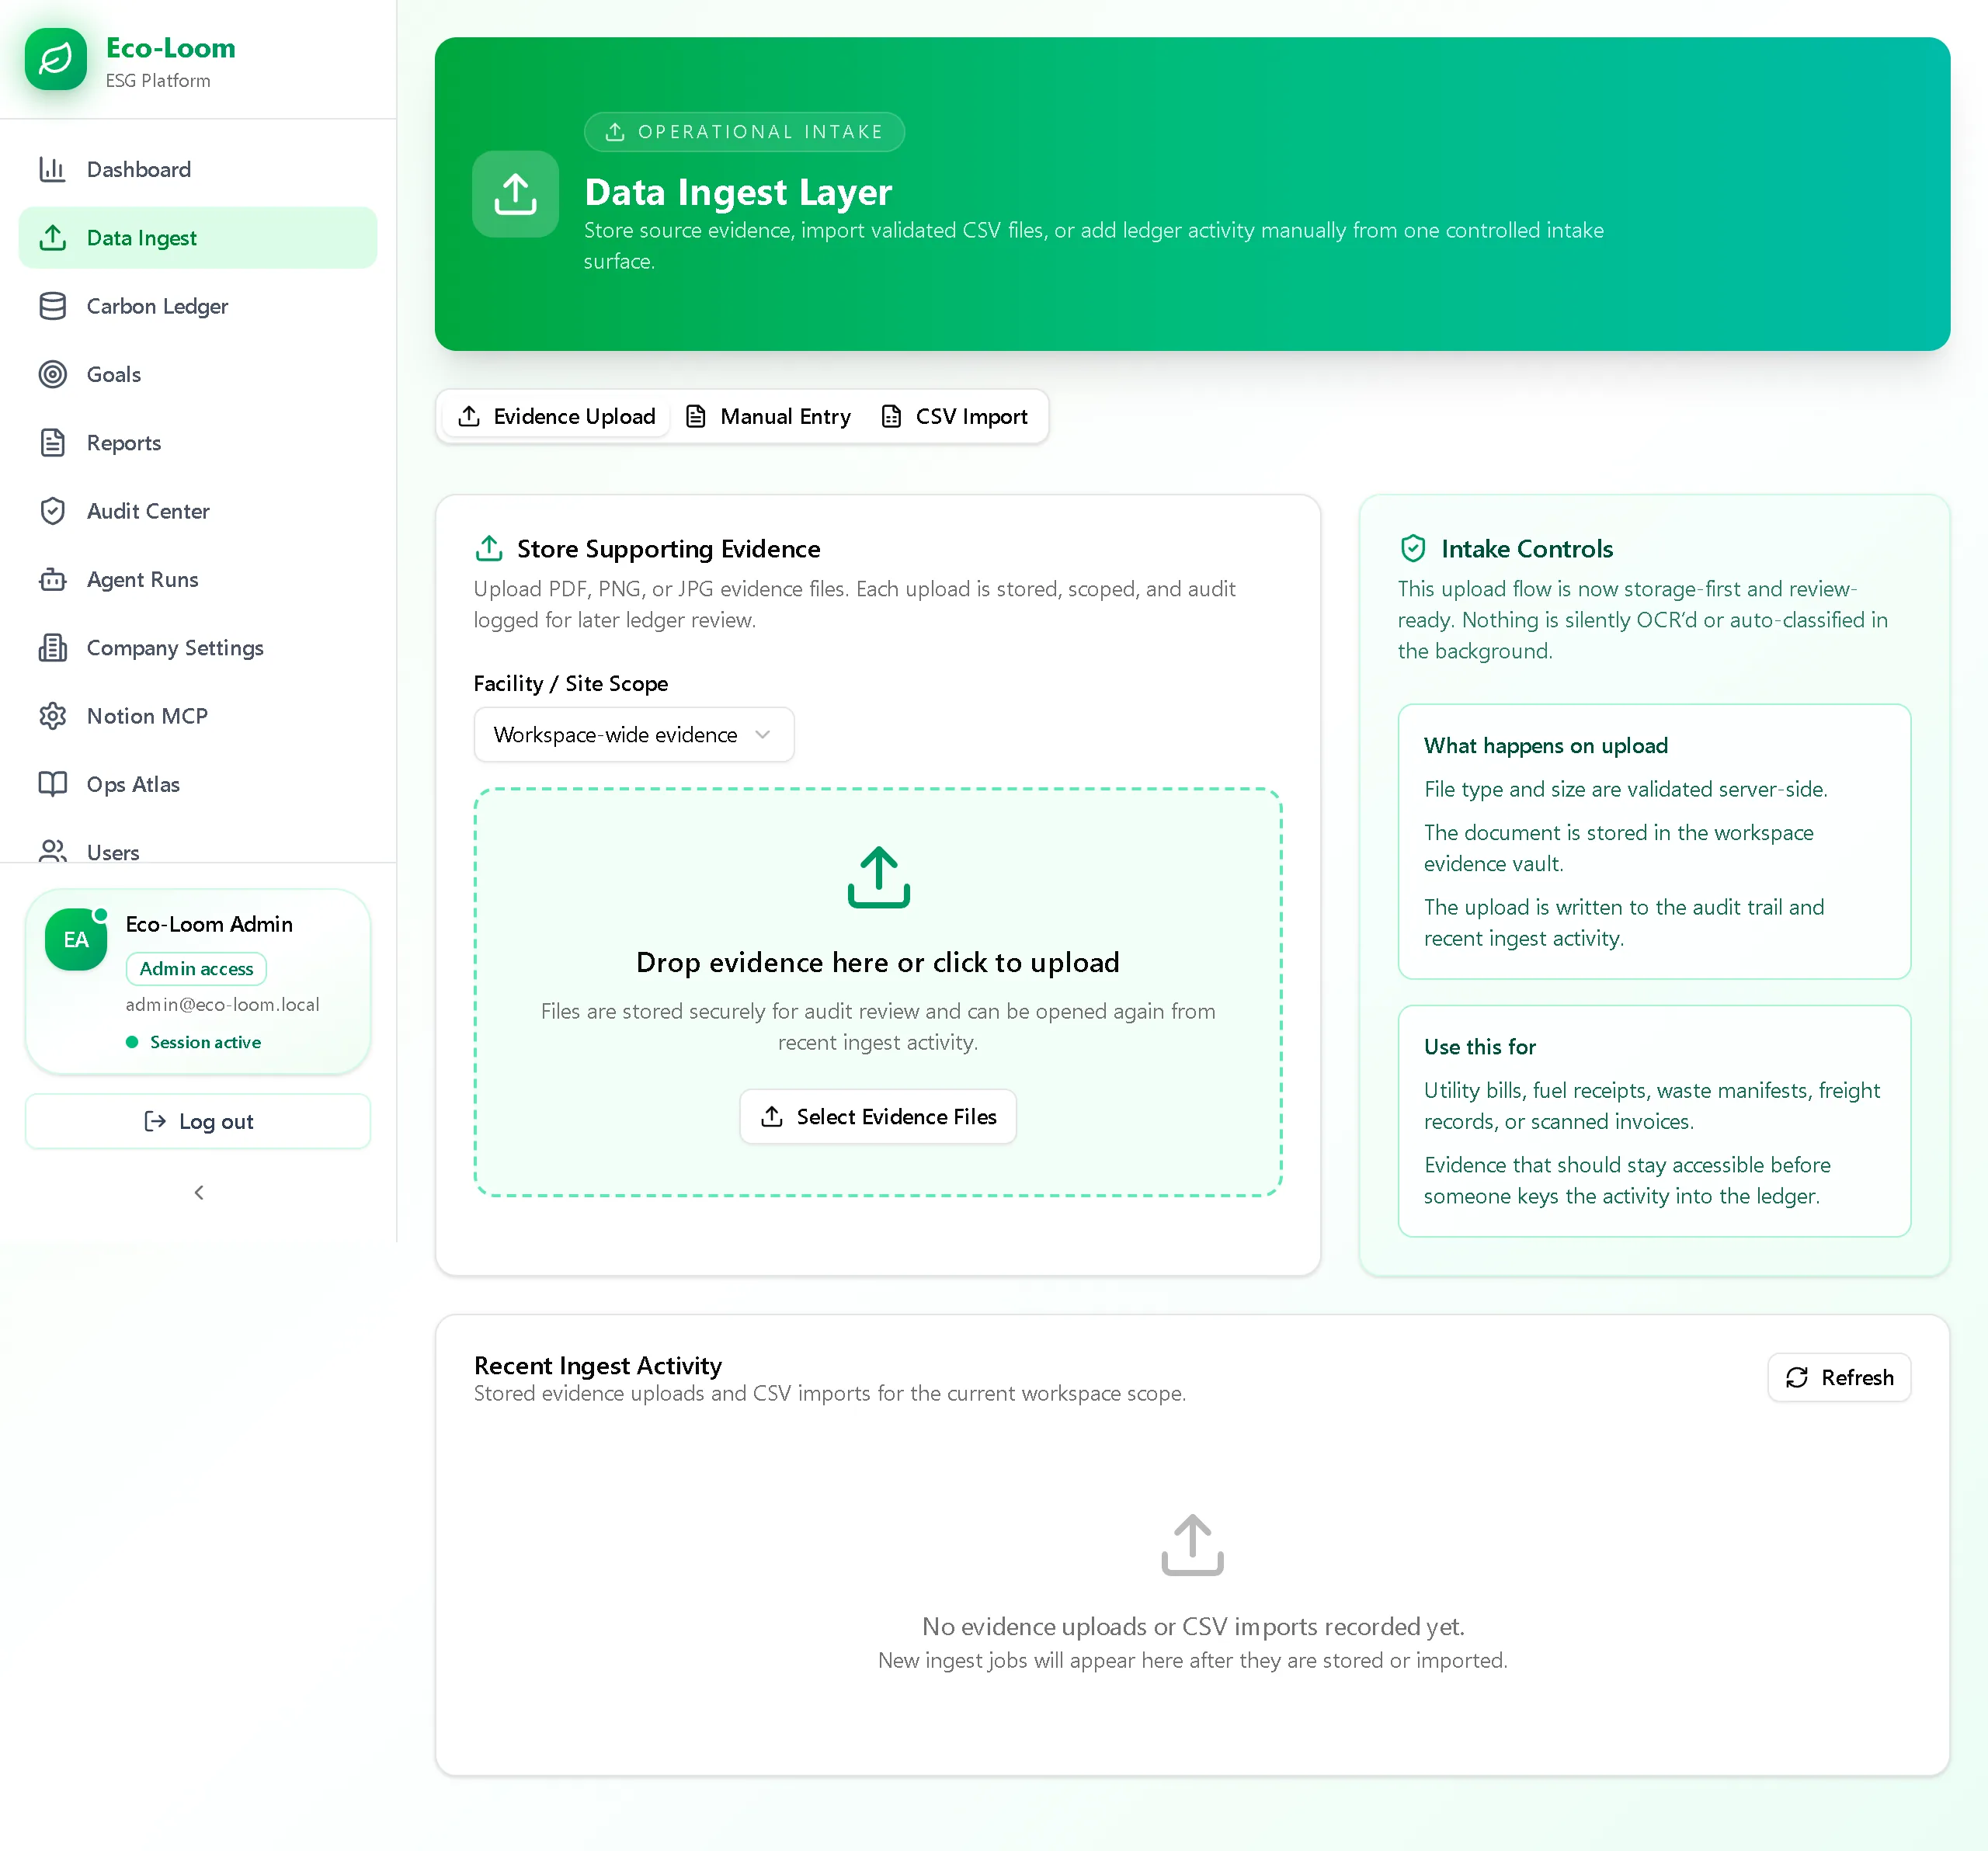 Eco-Loom
ESG Platform
Dashboard
Data Ingest
Carbon Ledger
Goals
Reports
Audit Center
Agent Runs
Company Settings
Notion MCP
Ops Atlas
Users
EA
Eco-Loom Admin
Admin access
admin@eco-loom.local
Session active
Log out
OPERATIONAL INTAKE
Data Ingest Layer
Store source evidence, import validated CSV files, or add ledger activity manually from one controlled intake
surface.
Evidence Upload
Manual Entry
CSV Import
Store Supporting Evidence
Upload PDF, PNG, or JPG evidence files. Each upload is stored, scoped, and audit
logged for later ledger review.
Facility / Site Scope
Workspace-wide evidence
Drop evidence here or click to upload
Files are stored securely for audit review and can be opened again from
recent ingest activity.
Select Evidence Files
Intake Controls
This upload flow is now storage-first and review-
ready. Nothing is silently OCR’d or auto-classified in
the background.
What happens on upload
File type and size are validated server-side.
The document is stored in the workspace
evidence vault.
The upload is written to the audit trail and
recent ingest activity.
Use this for
Utility bills, fuel receipts, waste manifests, freight
records, or scanned invoices.
Evidence that should stay accessible before
someone keys the activity into the ledger.
Recent Ingest Activity
Stored evidence uploads and CSV imports for the current workspace scope.
Refresh
No evidence uploads or CSV imports recorded yet.
New ingest jobs will appear here after they are stored or imported.